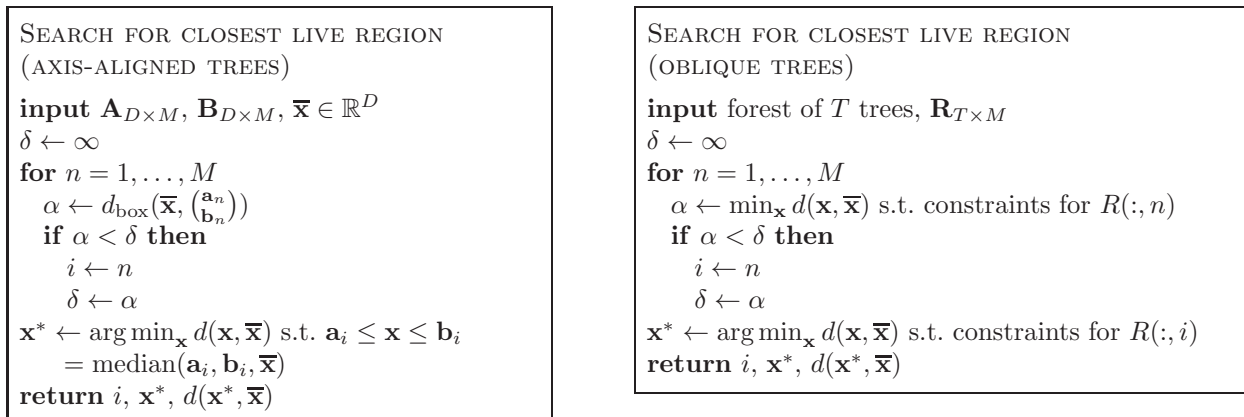 SEARCH FOR CLOSEST LIVE REGION
(AXIS-ALIGNED TREES)
input A_{D×M}, B_{D×M}, x̄ ∈ ℝ^D
δ ← ∞
for n = 1, . . . , M
α ← d_box(x̄, (a_n b_n))
if α < δ then
i ← n
δ ← α
x* ← arg min_x d(x, x̄) s.t. a_i ≤ x ≤ b_i
= median(a_i, b_i, x̄)
return i, x*, d(x*, x̄)
SEARCH FOR CLOSEST LIVE REGION
(OBLIQUE TREES)
input forest of T trees, R_{T×M}
δ ← ∞
for n = 1, . . . , M
α ← min_x d(x, x̄) s.t. constraints for R(:, n)
if α < δ then
i ← n
δ ← α
x* ← arg min_x d(x, x̄) s.t. constraints for R(:, i)
return i, x*, d(x*, x̄)